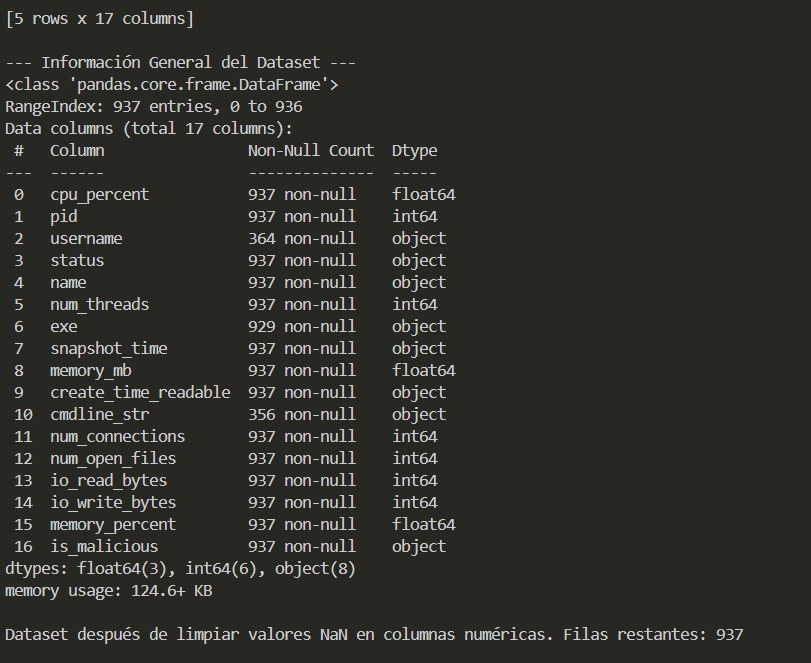 [5 rows x 17 columns]
--- Información General del Dataset ---
<class 'pandas.core.frame.DataFrame'>
RangeIndex: 937 entries, 0 to 936
Data columns (total 17 columns):
 #   Column                Non-Null Count  Dtype
---  ------                --------------  -----
 0   cpu_percent           937 non-null    float64
 1   pid                   937 non-null    int64
 2   username              364 non-null    object
 3   status                937 non-null    object
 4   name                  937 non-null    object
 5   num_threads           937 non-null    int64
 6   exe                   929 non-null    object
 7   snapshot_time         937 non-null    object
 8   memory_mb             937 non-null    float64
 9   create_time_readable  937 non-null    object
 10  cmdline_str           356 non-null    object
 11  num_connections       937 non-null    int64
 12  num_open_files        937 non-null    int64
 13  io_read_bytes         937 non-null    int64
 14  io_write_bytes        937 non-null    int64
 15  memory_percent        937 non-null    float64
 16  is_malicious          937 non-null    object
dtypes: float64(3), int64(6), object(8)
memory usage: 124.6+ KB
Dataset después de limpiar valores NaN en columnas numéricas. Filas restantes: 937